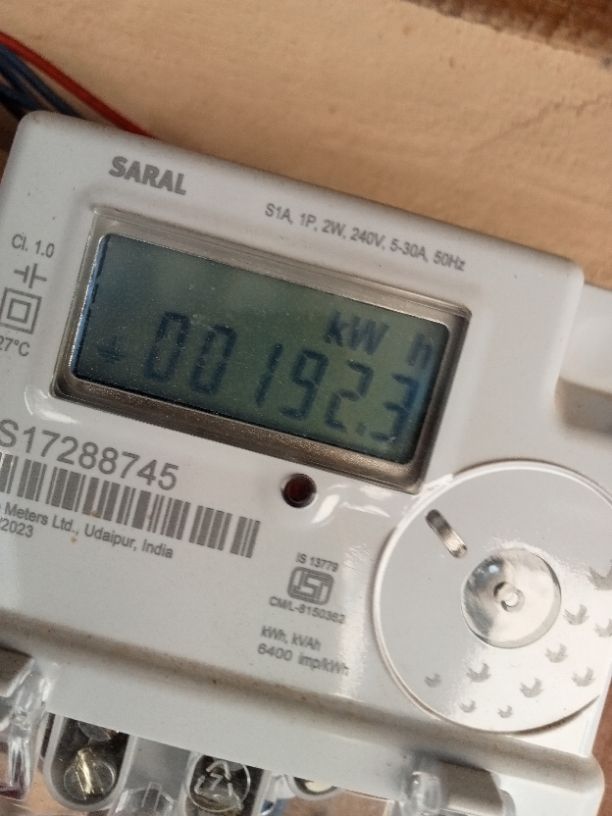 SARAL
S1A, 1P, 2W, 240V, 5-30A, 50Hz
Cl. 1.0
27°C
kW h
00192.3
S17288745
Meters Ltd., Udaipur, India
/2023
IS 13779
CM/L-8150362
kWh, kVAh
6400 imp/kWh